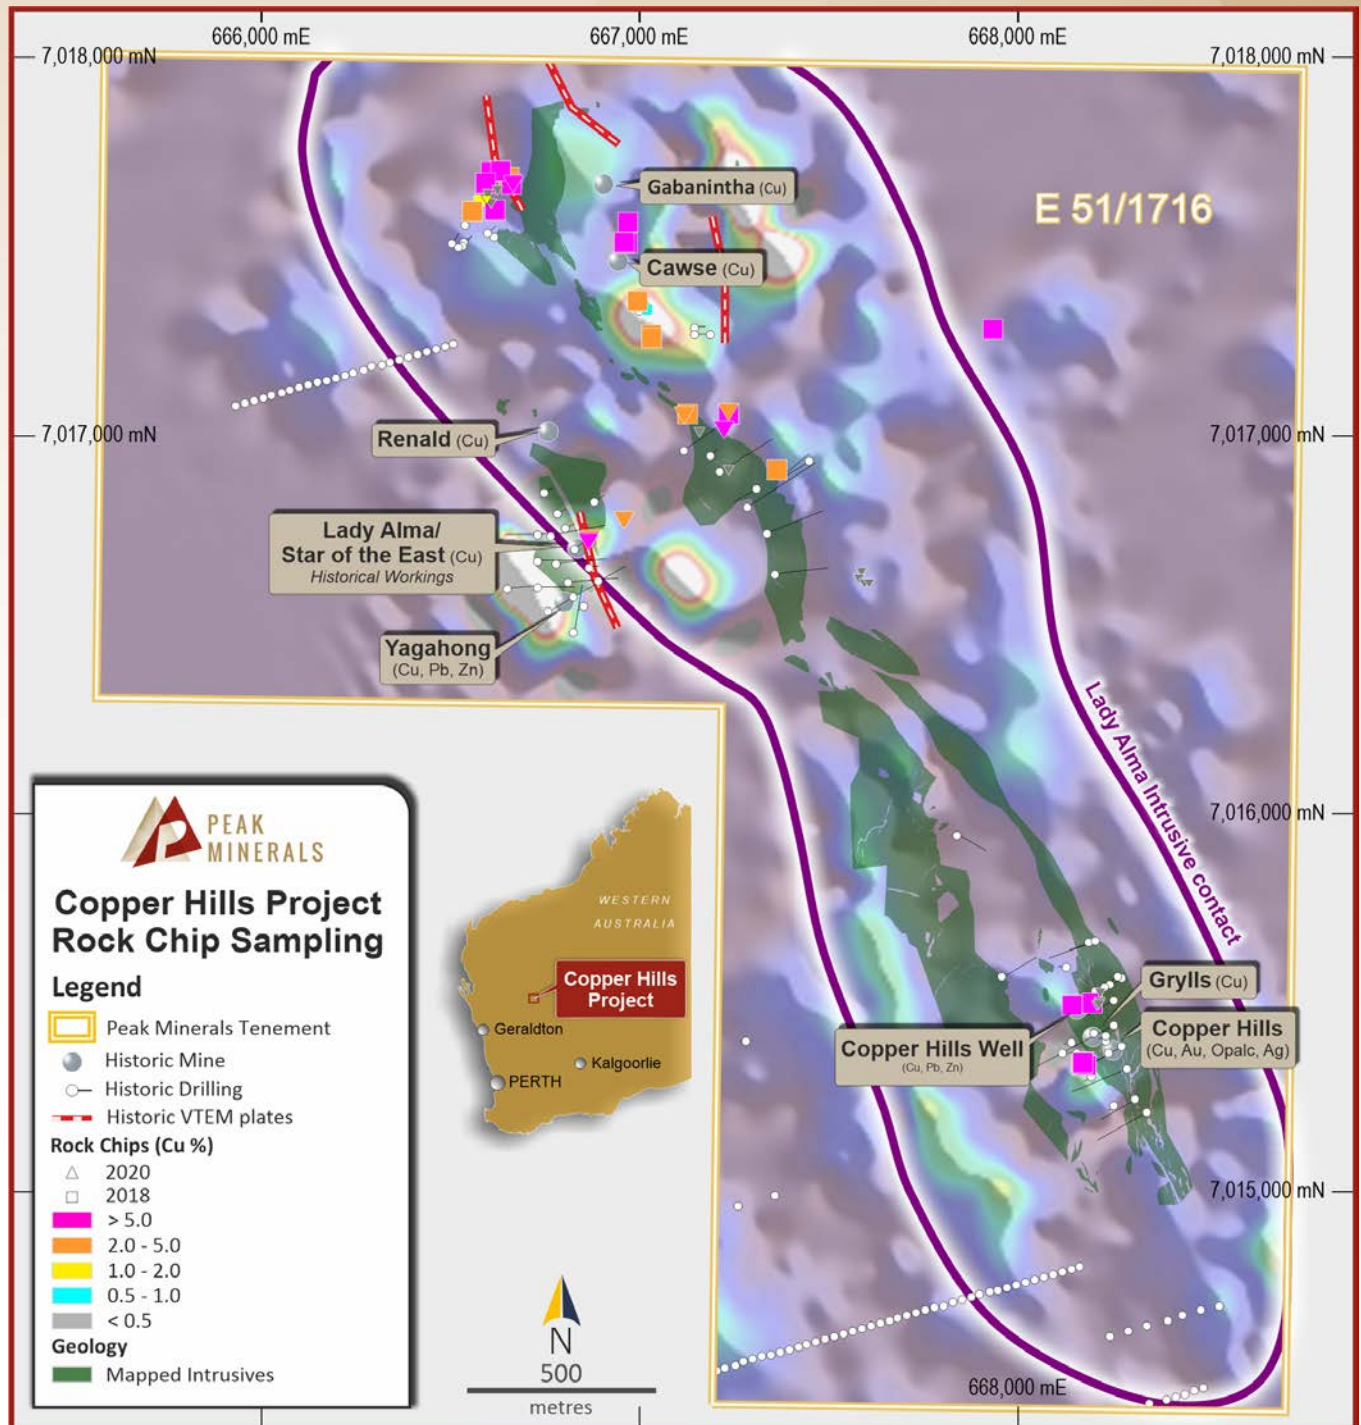 666,000 mE
667,000 mE
668,000 mE
7,018,000 mN
7,018,000 mN
Gabanintha (Cu)
E 51/1716
Cawse (Cu)
7,017,000 mN
Renald (Cu)
7,017,000 mN
Lady Alma/
Star of the East (Cu)
Historical Workings
Yagahong
(Cu, Pb, Zn)
Lady Alma Intrusive contact
7,016,000 mN
PEAK
MINERALS
Copper Hills Project
Rock Chip Sampling
Legend
Peak Minerals Tenement
Historic Mine
Historic Drilling
Historic VTEM plates
Rock Chips (Cu %)
2020
2018
> 5.0
2.0 - 5.0
1.0 - 2.0
0.5 - 1.0
< 0.5
Geology
Mapped Intrusives
WESTERN
AUSTRALIA
Copper Hills
Project
Geraldton
Kalgoorlie
PERTH
N
500
metres
Grylls (Cu)
Copper Hills
(Cu, Au, Opalc, Ag)
Copper Hills Well
(Cu, Pb, Zn)
7,015,000 mN
668,000 mE